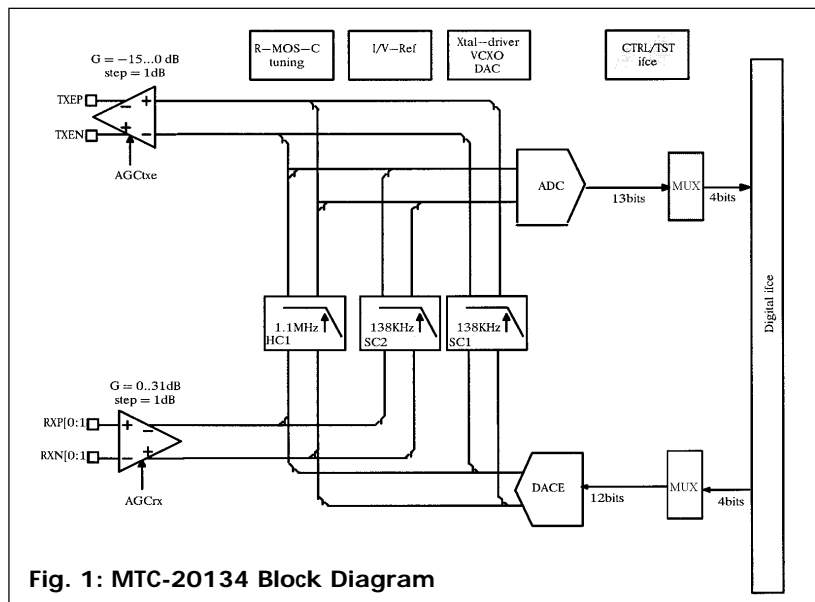 R-MOS-C
tuning
I/V-Ref
Xtal-driver
VCXO
DAC
CTRL/TST
ifce
G = -15...0 dB
step = 1dB
TXEP
TXEN
- +
+ -
AGCtxe
ADC
13bits
MUX
4bits
Digital ifce
1.1MHz
HC1
138KHz
SC2
138KHz
SC1
G = 0..31dB
step = 1dB
RXP[0:1]
RXN[0:1]
+ -
- +
AGCrx
DACE
12bits
MUX
4bits
Fig. 1: MTC-20134 Block Diagram